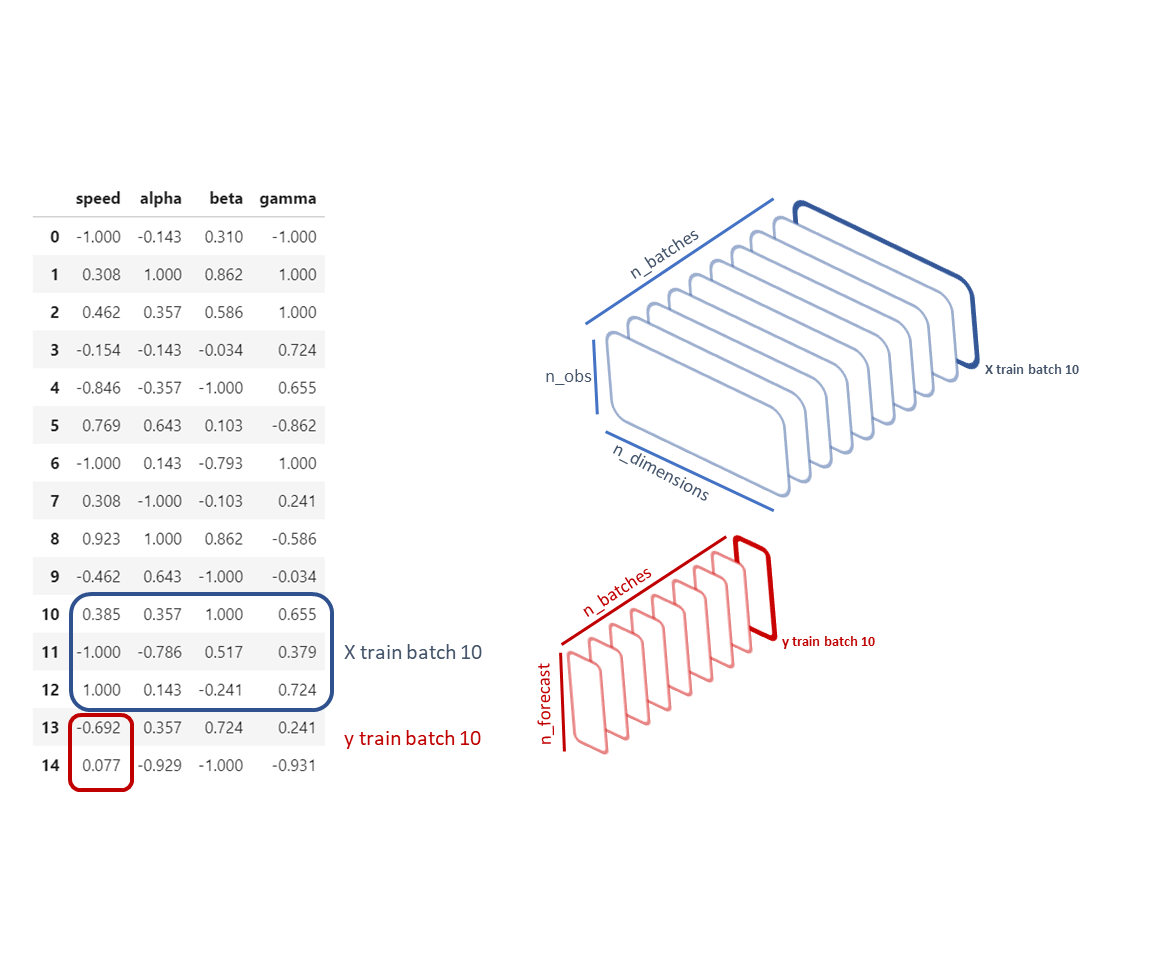 speed alpha beta gamma
0 -1.000 -0.143 0.310 -1.000
1 0.308 1.000 0.862 1.000
2 0.462 0.357 0.586 1.000
3 -0.154 -0.143 -0.034 0.724
4 -0.846 -0.357 -1.000 0.655
5 0.769 0.643 0.103 -0.862
6 -1.000 0.143 -0.793 1.000
7 0.308 -1.000 -0.103 0.241
8 0.923 1.000 0.862 -0.586
9 -0.462 0.643 -1.000 -0.034
10 0.385 0.357 1.000 0.655
11 -1.000 -0.786 0.517 0.379
12 1.000 0.143 -0.241 0.724
13 -0.692 0.357 0.724 0.241
14 0.077 -0.929 -1.000 -0.931
X train batch 10
y train batch 10
n_batches
n_obs
n_dimensions
X train batch 10
n_batches
n_forecast
y train batch 10